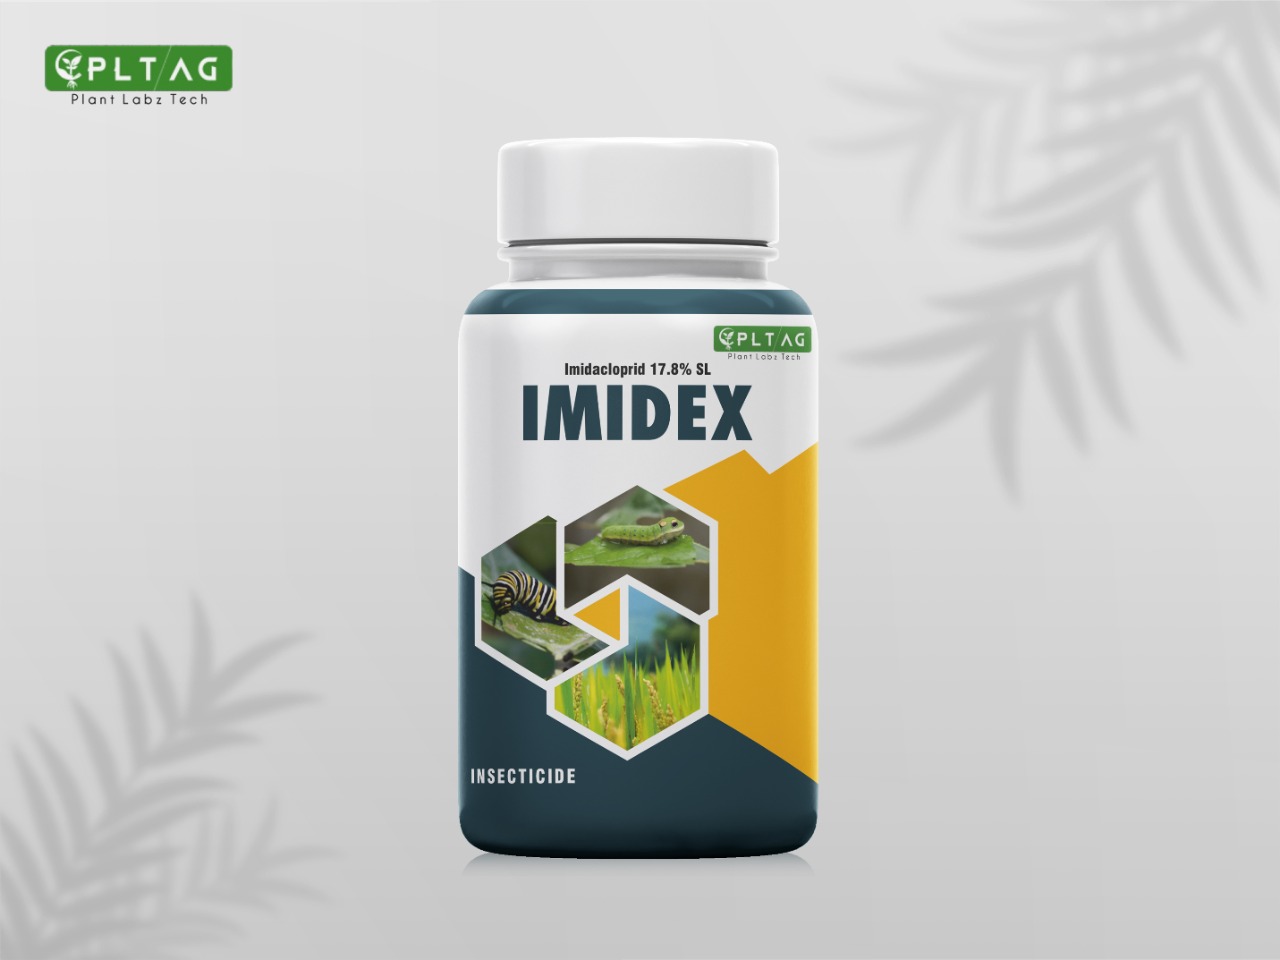 PLTAG
Plant Labz Tech
PLTAG
Plant Labz Tech
Imidacloprid 17.8% SL
IMIDEX
INSECTICIDE